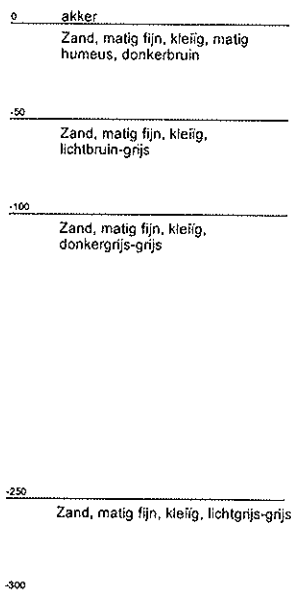 0 akker
Zand, matig fijn, kleiïg, matig
humeus, donkerbruin
-50
Zand, matig fijn, kleiïg,
lichtbruin-grijs
-100
Zand, matig fijn, kleiïg,
donkergrijs-grijs
-250
Zand, matig fijn, kleiïg, lichtgrijs-grijs
-300